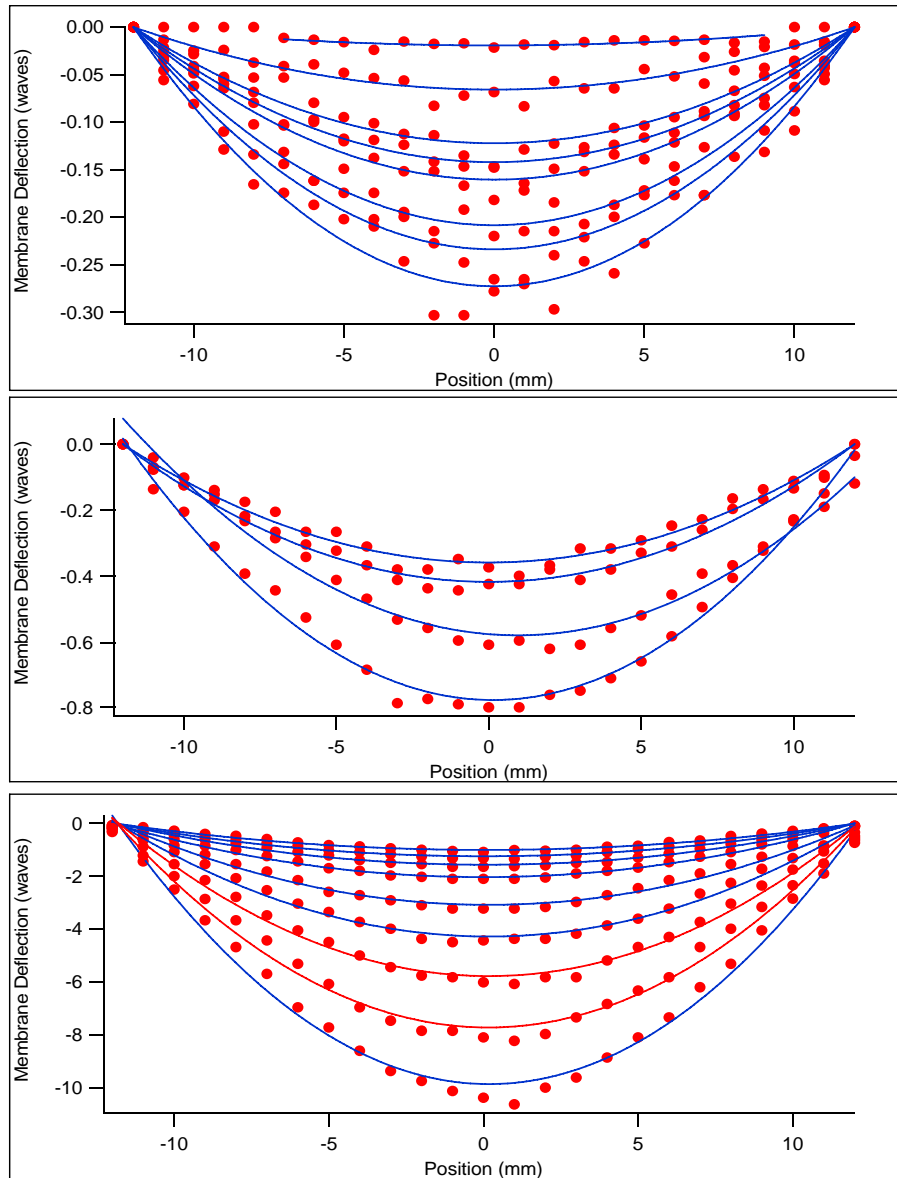 0.00
-0.05
-0.10
-0.15
-0.20
-0.25
-0.30
Membrane Deflection (waves)
-10 -5 0 5 10
Position (mm)
0.0
-0.2
-0.4
-0.6
-0.8
Membrane Deflection (waves)
-10 -5 0 5 10
Position (mm)
0
-2
-4
-6
-8
-10
Membrane Deflection (waves)
-10 -5 0 5 10
Position (mm)